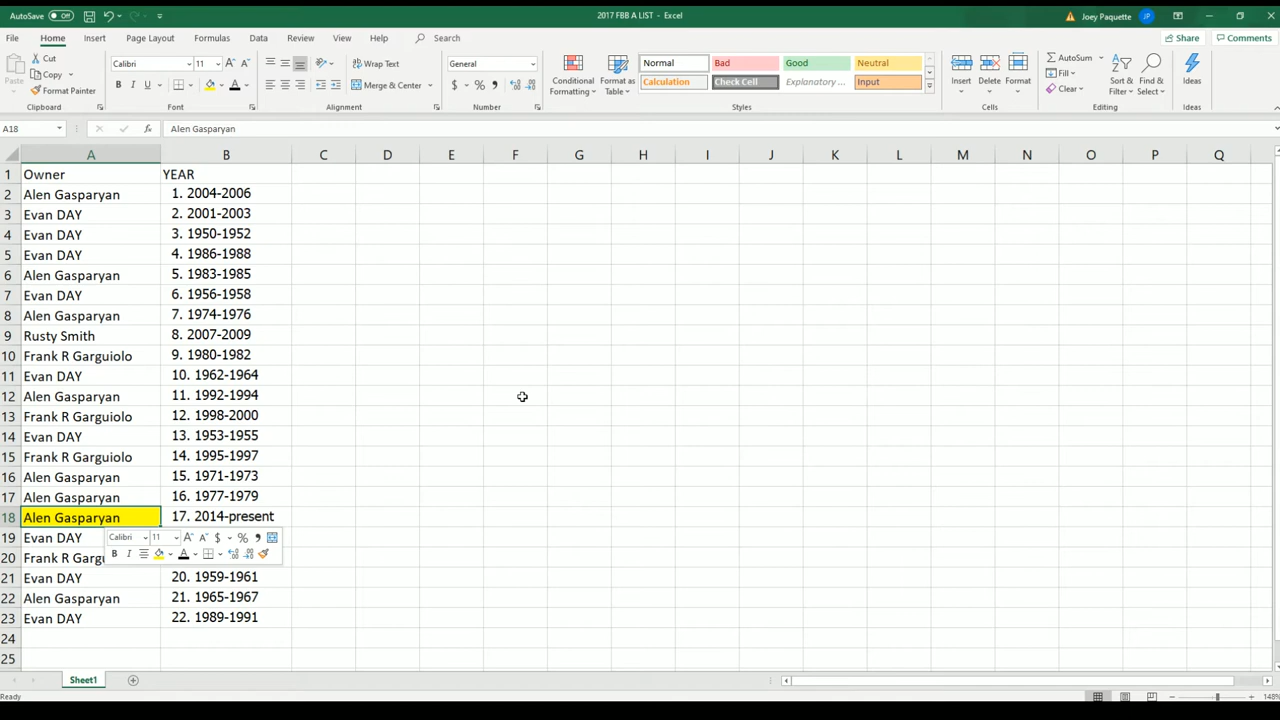 AutoSave Off 2017 FBB A LIST - Excel Joey Paquette JP
File Home Insert Page Layout Formulas Data Review View Help Search Share Comments
Paste Cut Copy Format Painter Clipboard
Calibri 11 B I U A Font
Wrap Text Merge & Center Alignment
General $ % , Number
Conditional Formatting Format as Table
Normal Bad Good Neutral
Calculation Check Cell Explanatory ... Input
Styles
Insert Delete Format Cells
AutoSum Fill Clear Sort & Filter Find & Select Editing
Ideas Ideas
A18 fx Alen Gasparyan
A B C D E F G H I J K L M N O P Q
1 Owner YEAR
2 Alen Gasparyan 1. 2004-2006
3 Evan DAY 2. 2001-2003
4 Evan DAY 3. 1950-1952
5 Evan DAY 4. 1986-1988
6 Alen Gasparyan 5. 1983-1985
7 Evan DAY 6. 1956-1958
8 Alen Gasparyan 7. 1974-1976
9 Rusty Smith 8. 2007-2009
10 Frank R Garguiolo 9. 1980-1982
11 Evan DAY 10. 1962-1964
12 Alen Gasparyan 11. 1992-1994
13 Frank R Garguiolo 12. 1998-2000
14 Evan DAY 13. 1953-1955
15 Frank R Garguiolo 14. 1995-1997
16 Alen Gasparyan 15. 1971-1973
17 Alen Gasparyan 16. 1977-1979
18 Alen Gasparyan 17. 2014-present
19 Evan DAY
Calibri 11 A A $ % ,
B I A
20 Frank R Gargu
21 Evan DAY 20. 1959-1961
22 Alen Gasparyan 21. 1965-1967
23 Evan DAY 22. 1989-1991
24
25
Sheet1
Ready 148%